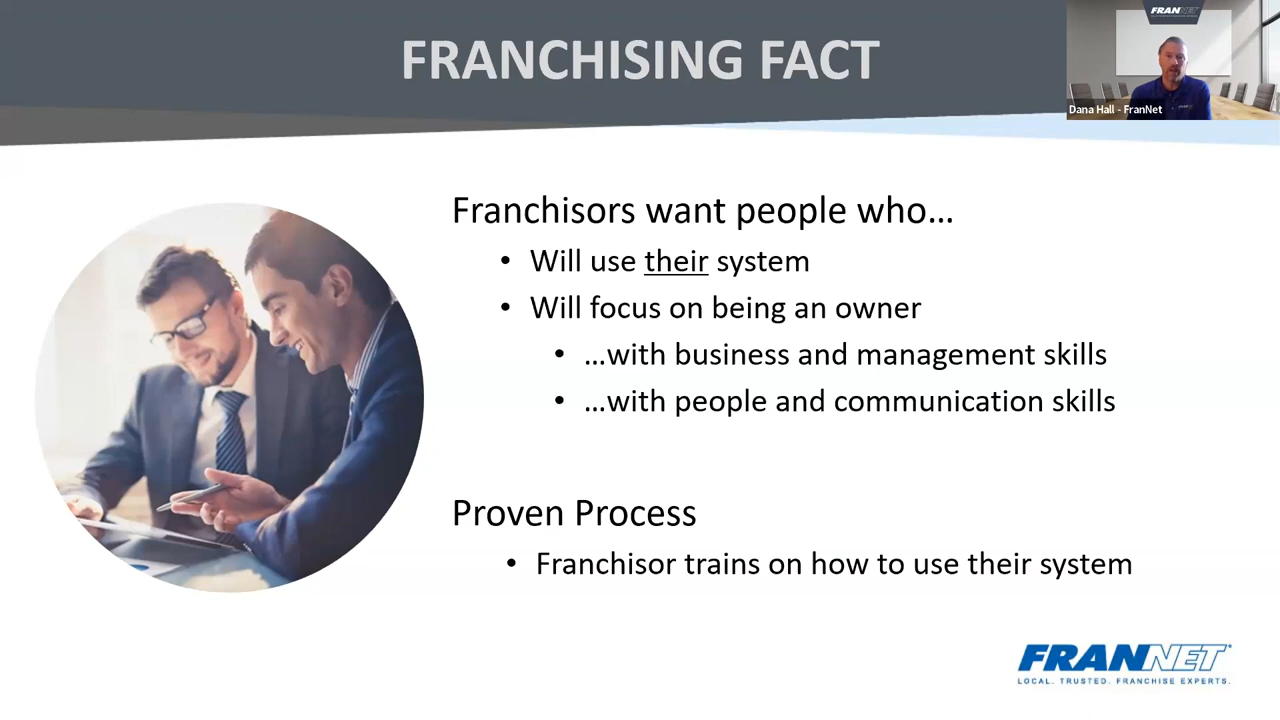 FRANCHISING FACT
FRANNET
Dana Hall - FranNet
Franchisors want people who…
• Will use their system
• Will focus on being an owner
• …with business and management skills
• …with people and communication skills
Proven Process
• Franchisor trains on how to use their system
FRANNET
LOCAL. TRUSTED. FRANCHISE EXPERTS.